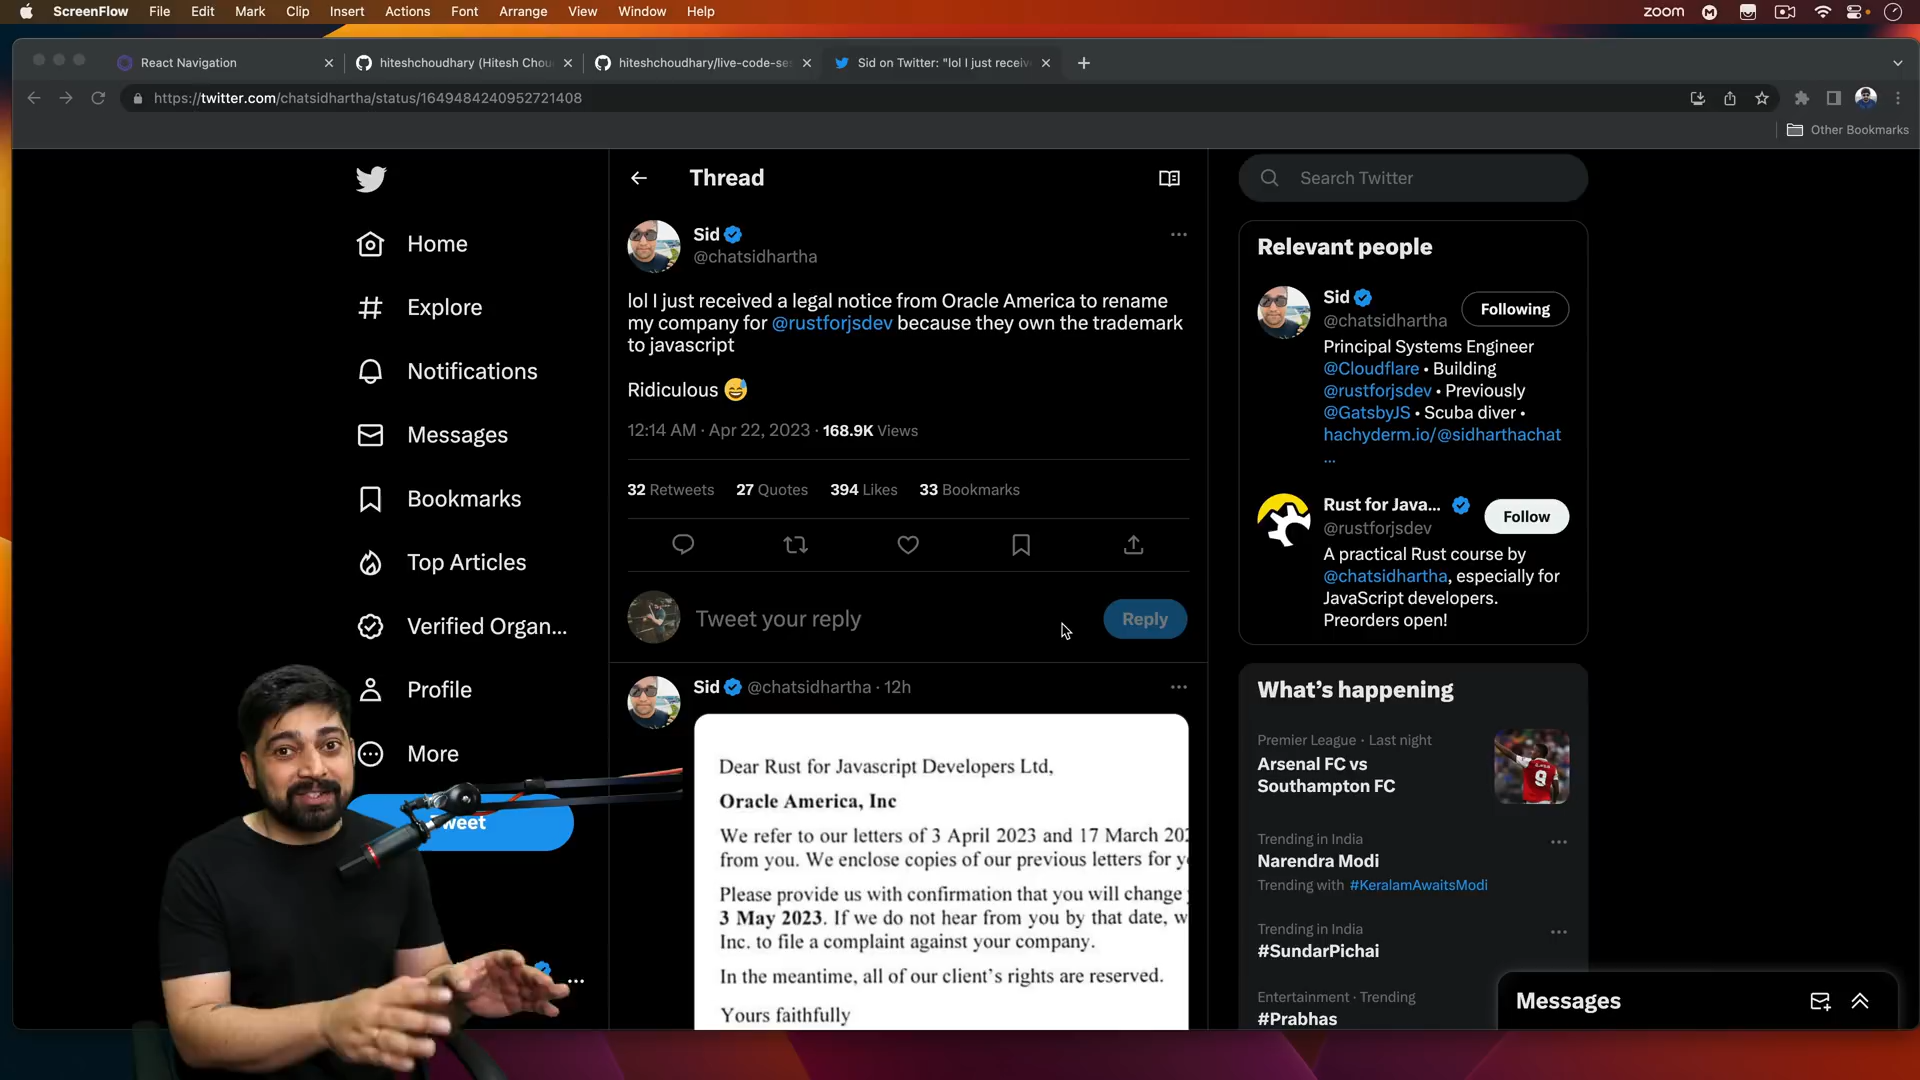 ScreenFlow File Edit Mark Clip Insert Actions Font Arrange View Window Help
zoom
React Navigation
hiteshchoudhary (Hitesh Chou
hiteshchoudhary/live-code-se
Sid on Twitter: "lol I just receiv
https://twitter.com/chatsidhartha/status/1649484240952721408
Other Bookmarks
Home
Explore
Notifications
Messages
Bookmarks
Top Articles
Verified Organ...
Profile
More
Tweet
Thread
Sid
@chatsidhartha
lol I just received a legal notice from Oracle America to rename
my company for @rustforjsdev because they own the trademark
to javascript
Ridiculous 😅
12:14 AM · Apr 22, 2023 · 168.9K Views
32 Retweets 27 Quotes 394 Likes 33 Bookmarks
Tweet your reply
Reply
Sid @chatsidhartha · 12h
Dear Rust for Javascript Developers Ltd,
Oracle America, Inc
We refer to our letters of 3 April 2023 and 17 March 202
from you. We enclose copies of our previous letters for y
Please provide us with confirmation that you will change
3 May 2023. If we do not hear from you by that date, w
Inc. to file a complaint against your company.
In the meantime, all of our client's rights are reserved.
Yours faithfully
Search Twitter
Relevant people
Sid
@chatsidhartha
Following
Principal Systems Engineer
@Cloudflare • Building
@rustforjsdev • Previously
@GatsbyJS • Scuba diver •
hachyderm.io/@sidharthachat
...
Rust for Java...
@rustforjsdev
Follow
A practical Rust course by
@chatsidhartha, especially for
JavaScript developers.
Preorders open!
What's happening
Premier League · Last night
Arsenal FC vs
Southampton FC
9
Trending in India
Narendra Modi
Trending with #KeralamAwaitsModi
Trending in India
#SundarPichai
Entertainment · Trending
#Prabhas
Messages